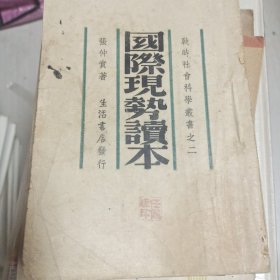 戰時社會科學叢書之二
國際現勢讀本
張仲實著 生活書店發行